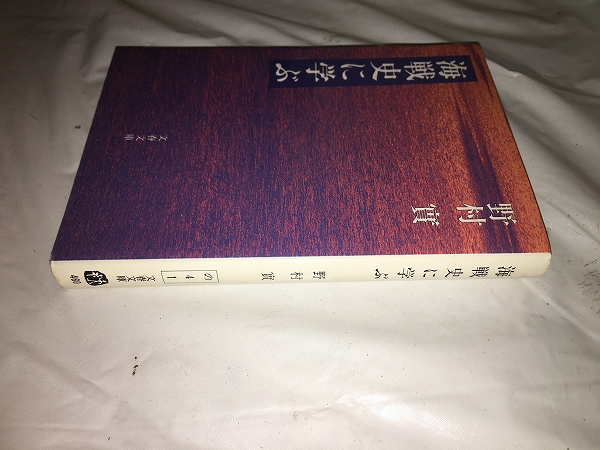 海戦史に学ぶ
野村實
文春文庫
海戦史に学ぶ
野村 實
の 4 1
文春文庫
480